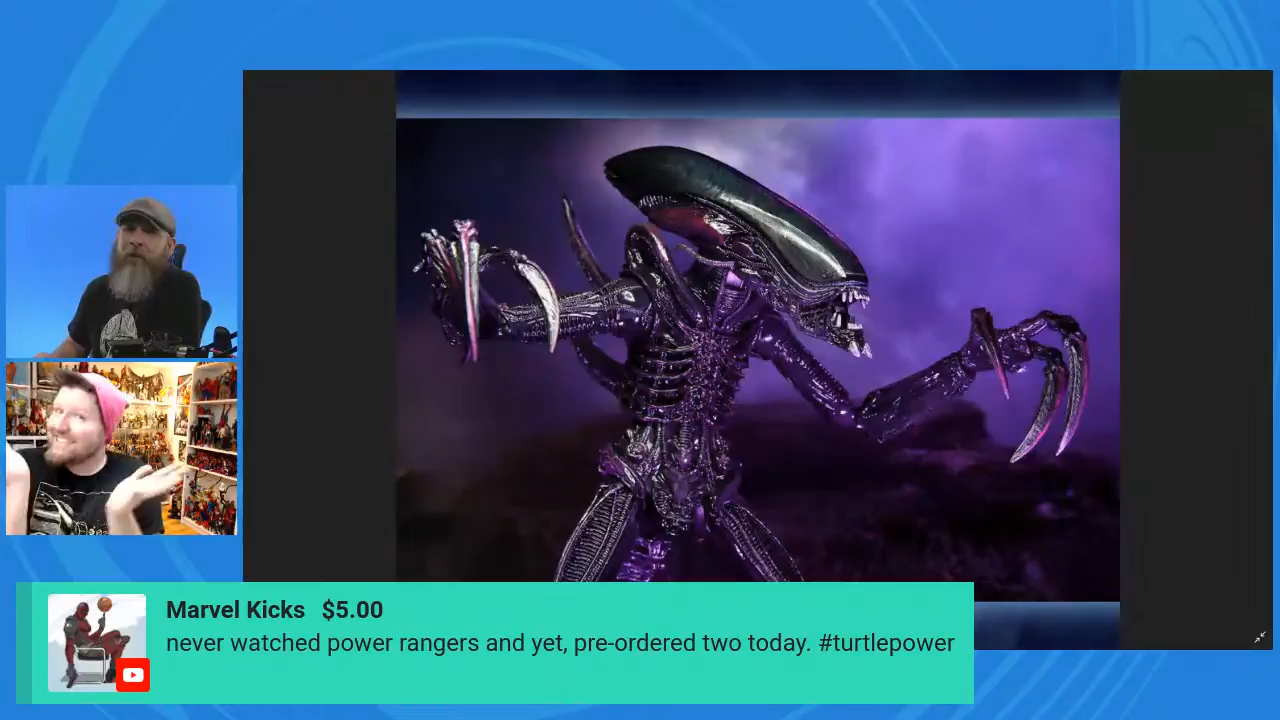 Marvel Kicks $5.00
never watched power rangers and yet, pre-ordered two today. #turtlepower